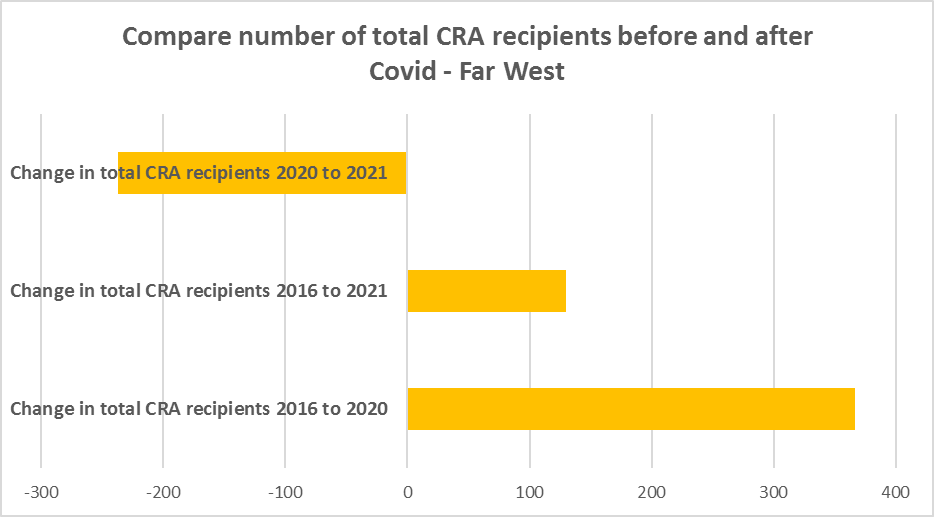 Compare number of total CRA recipients before and after
Covid - Far West
Change in total CRA recipients 2020 to 2021
Change in total CRA recipients 2016 to 2021
Change in total CRA recipients 2016 to 2020
-300 -200 -100 0 100 200 300 400